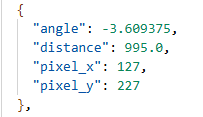 {
"angle": -3.609375,
"distance": 995.0,
"pixel_x": 127,
"pixel_y": 227
},